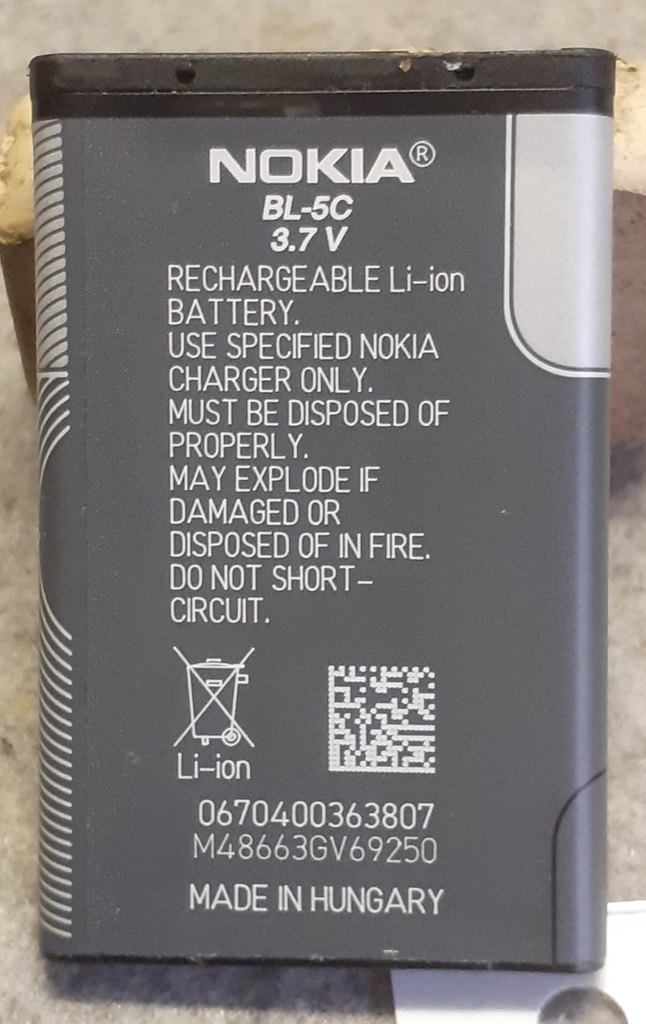 NOKIA®
BL-5C
3.7 V
RECHARGEABLE Li-ion
BATTERY.
USE SPECIFIED NOKIA
CHARGER ONLY.
MUST BE DISPOSED OF
PROPERLY.
MAY EXPLODE IF
DAMAGED OR
DISPOSED OF IN FIRE.
DO NOT SHORT-
CIRCUIT.
Li-ion
0670400363807
M48663GV69250
MADE IN HUNGARY